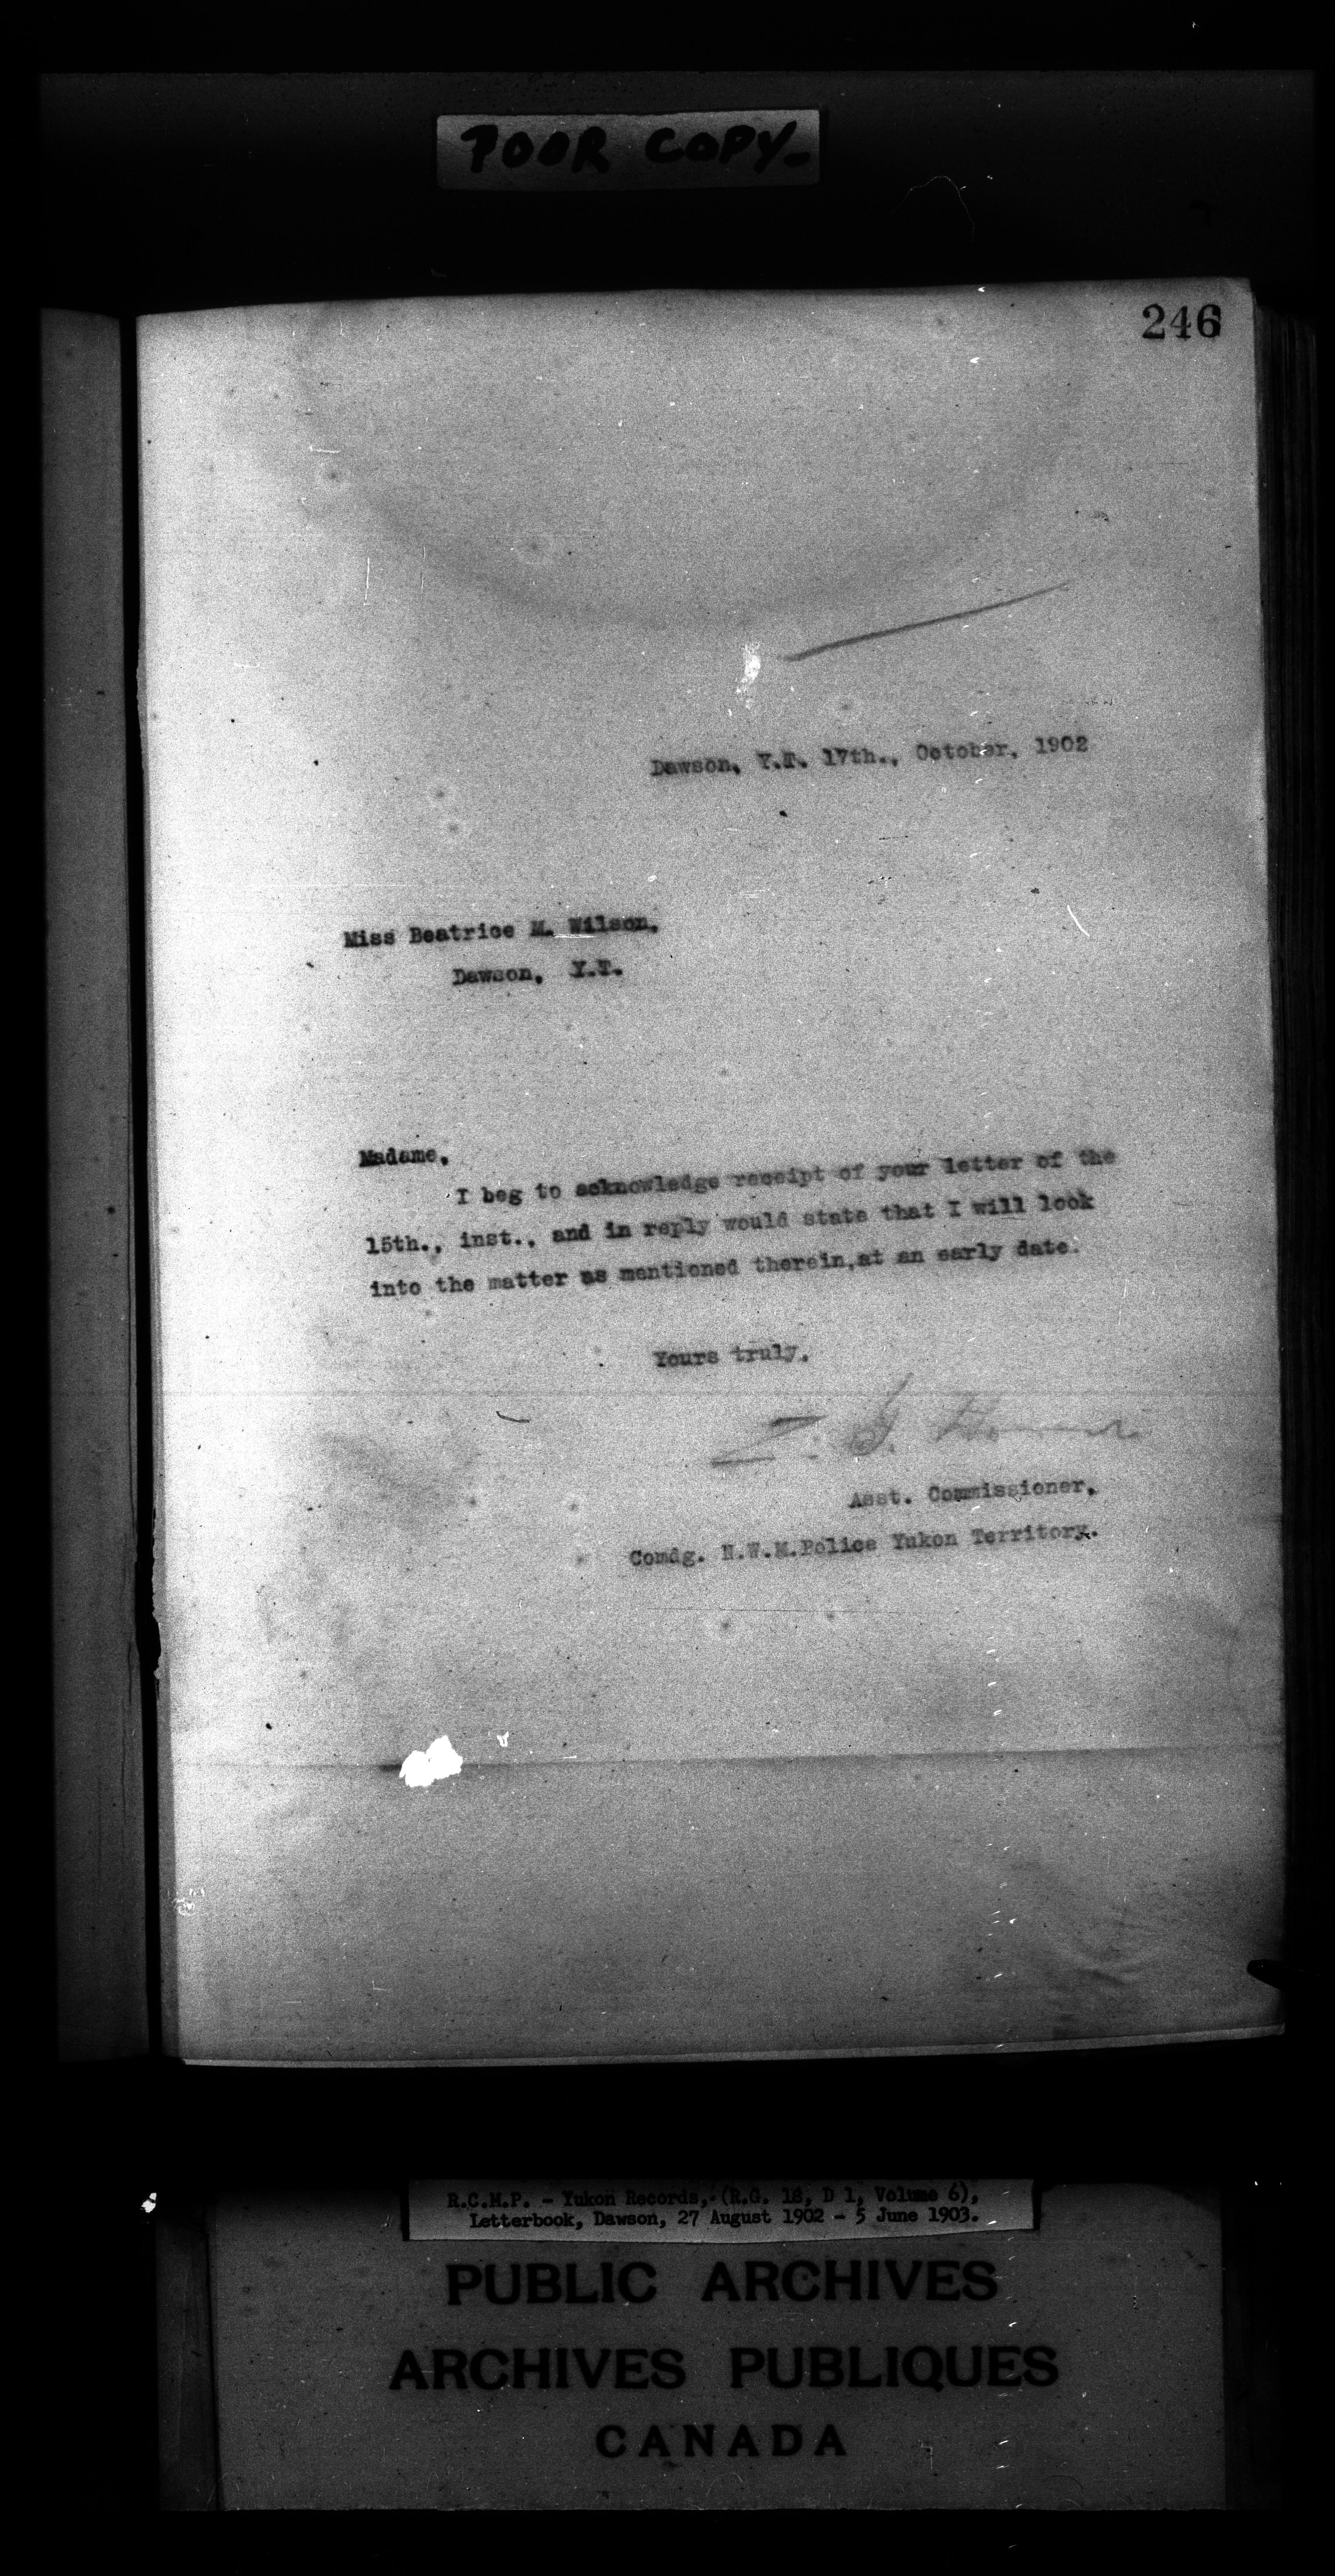 POOR COPY-
246
Dawson, Y.T. 17th., October, 1902
Miss Beatrice M. Wilson,
Dawson, Y.T.
Madame,
I beg to acknowledge receipt of your letter of the
15th., inst., and in reply would state that I will look
into the matter as mentioned therein,at an early date.
Yours truly,
Asst. Commissioner,
Comdg. N.W.M.Police Yukon Territory.
R.C.M.P. - Yukon Records, (R.G. 18, D 1, Volume 6),
Letterbook, Dawson, 27 August 1902 - 5 June 1903.
PUBLIC ARCHIVES
ARCHIVES PUBLIQUES
CANADA